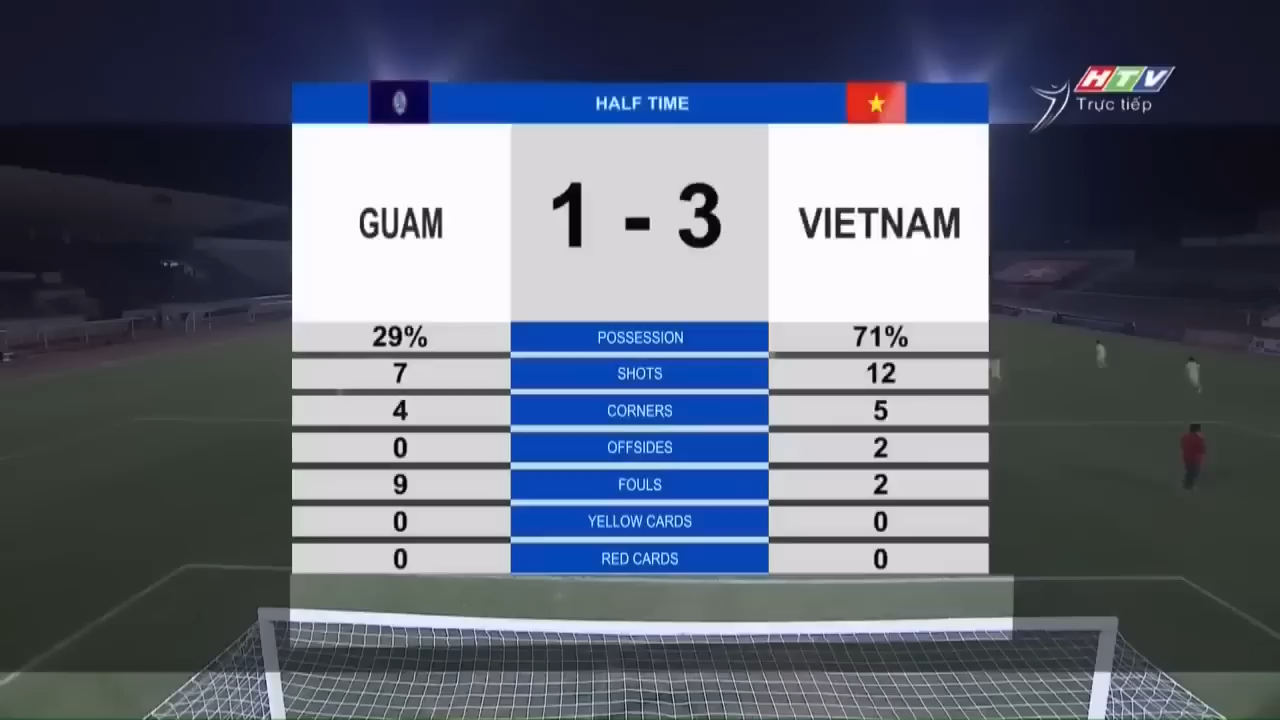 HALF TIME
HTV
Trực tiếp
GUAM 1 - 3 VIETNAM
29% POSSESSION 71%
7 SHOTS 12
4 CORNERS 5
0 OFFSIDES 2
9 FOULS 2
0 YELLOW CARDS 0
0 RED CARDS 0